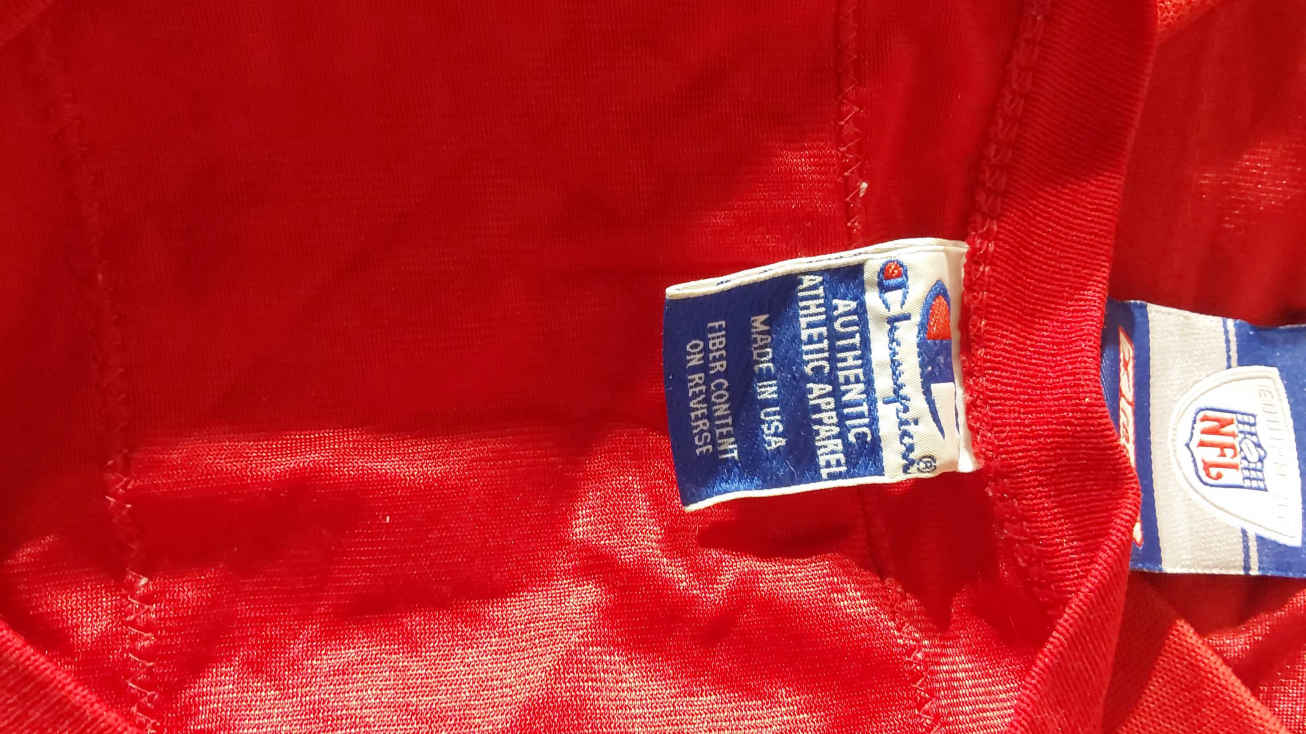 Champion®
AUTHENTIC
ATHLETIC APPAREL
MADE IN USA
FIBER CONTENT
ON REVERSE
NFL